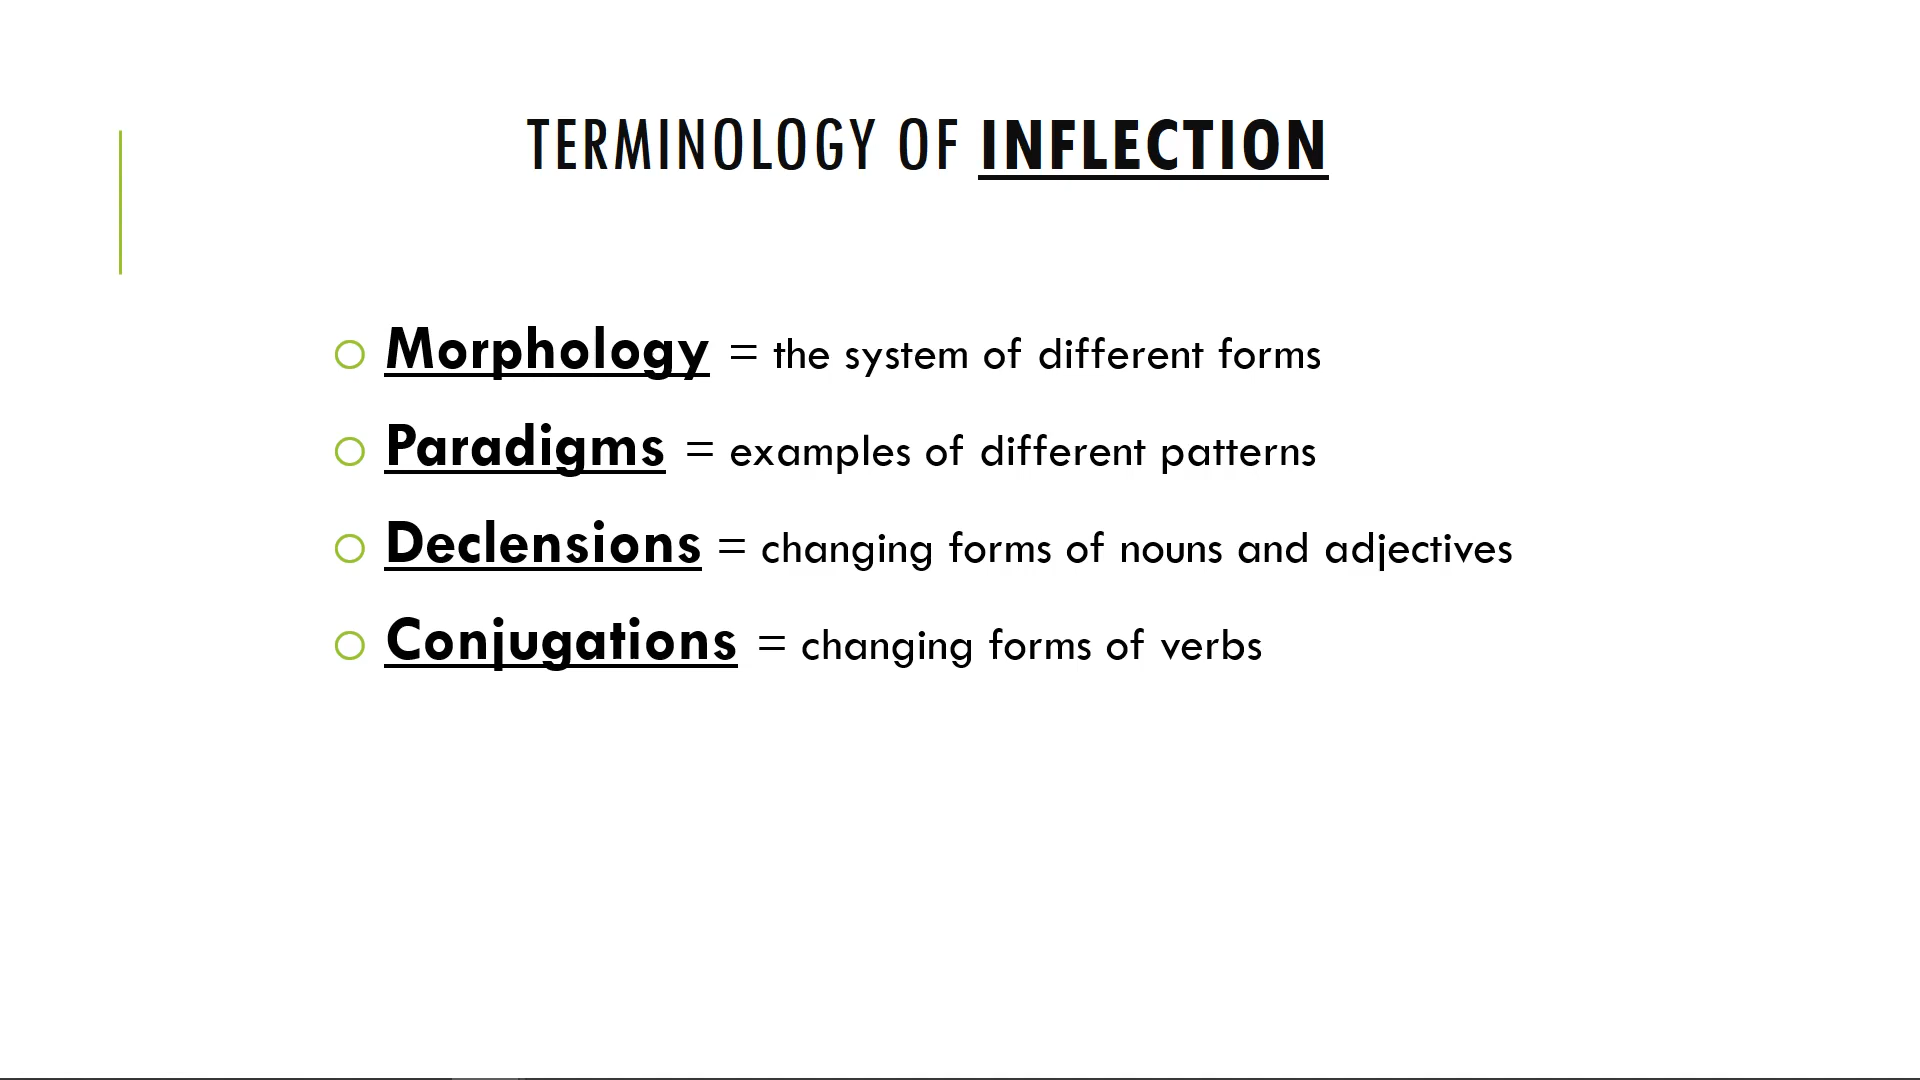 TERMINOLOGY OF INFLECTION
Morphology = the system of different forms
Paradigms = examples of different patterns
Declensions = changing forms of nouns and adjectives
Conjugations = changing forms of verbs